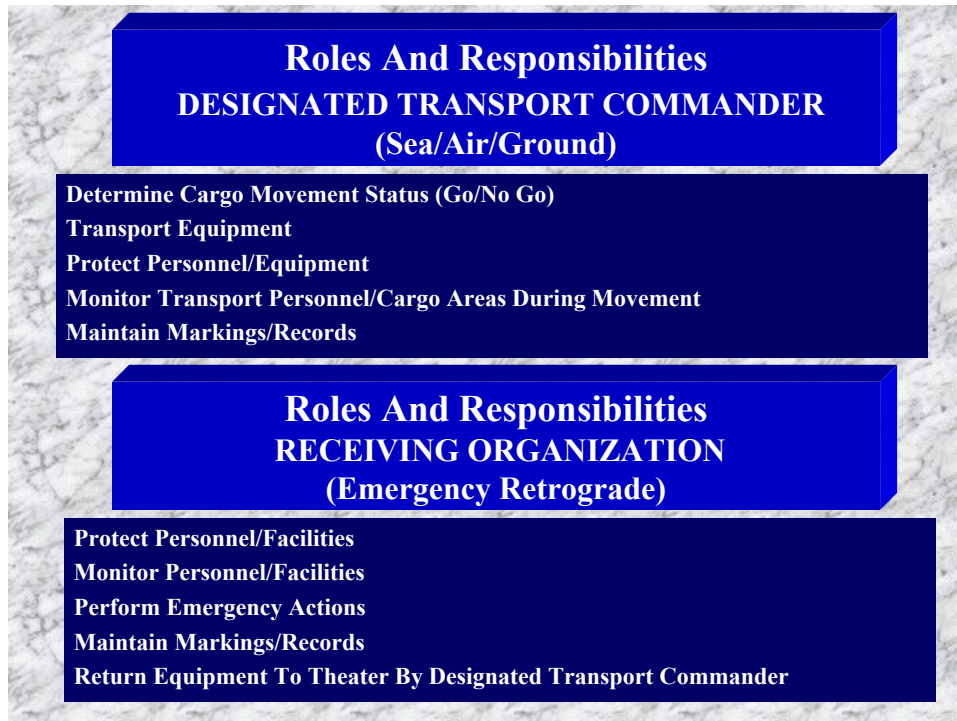 Roles And Responsibilities
DESIGNATED TRANSPORT COMMANDER
(Sea/Air/Ground)
Determine Cargo Movement Status (Go/No Go)
Transport Equipment
Protect Personnel/Equipment
Monitor Transport Personnel/Cargo Areas During Movement
Maintain Markings/Records
Roles And Responsibilities
RECEIVING ORGANIZATION
(Emergency Retrograde)
Protect Personnel/Facilities
Monitor Personnel/Facilities
Perform Emergency Actions
Maintain Markings/Records
Return Equipment To Theater By Designated Transport Commander